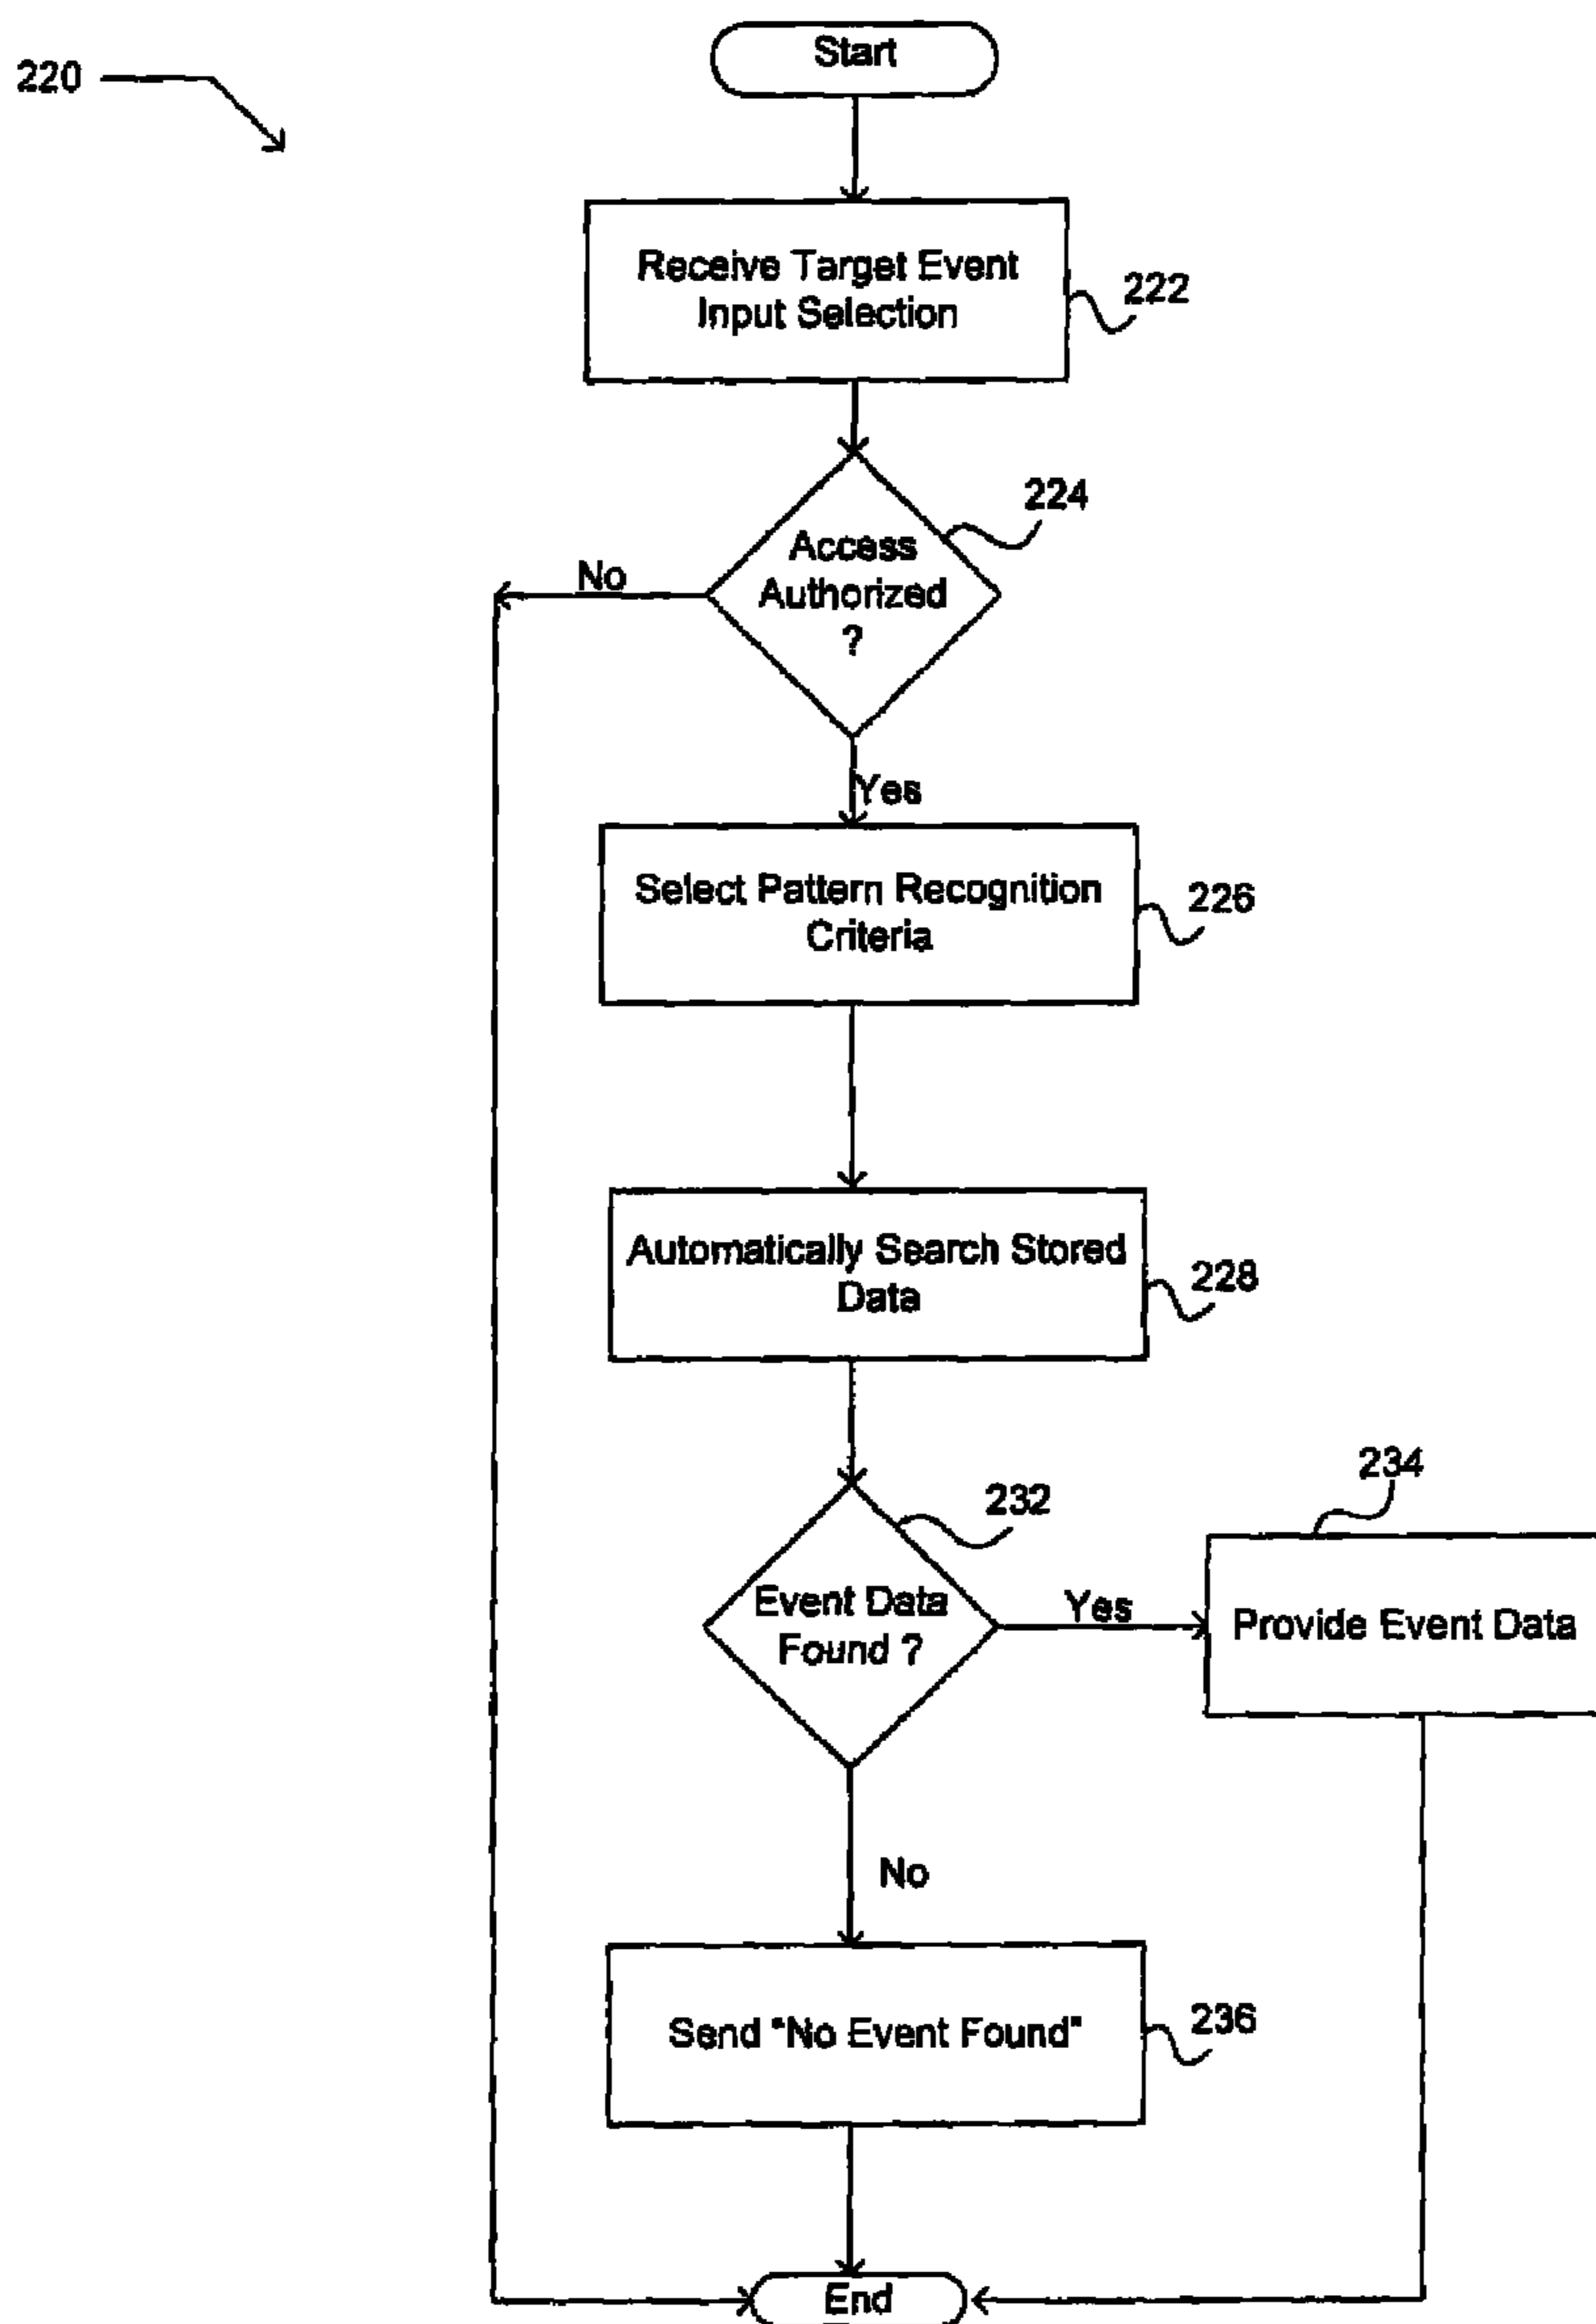 220
Start
Receive Target Event
Input Selection
222
224
Access
Authorized
?
No
Yes
Select Pattern Recognition
Criteria
226
Automatically Search Stored
Data
228
232
234
Event Data
Found ?
Yes
Provide Event Data
No
Send "No Event Found"
236
End